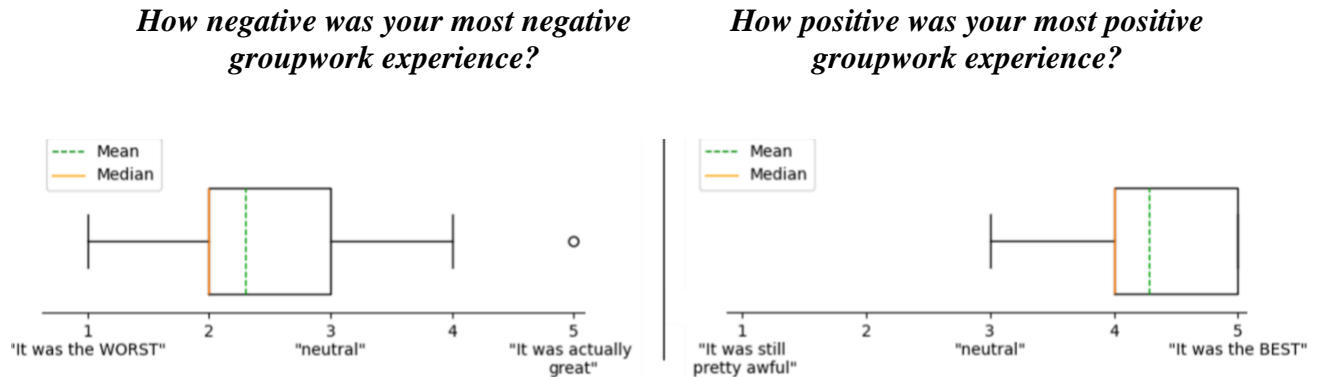 How negative was your most negative
groupwork experience?
Mean
Median
1
2
3
4
5
"It was the WORST"
"neutral"
"It was actually
great"
How positive was your most positive
groupwork experience?
Mean
Median
1
2
3
4
5
"It was still
pretty awful"
"neutral"
"It was the BEST"